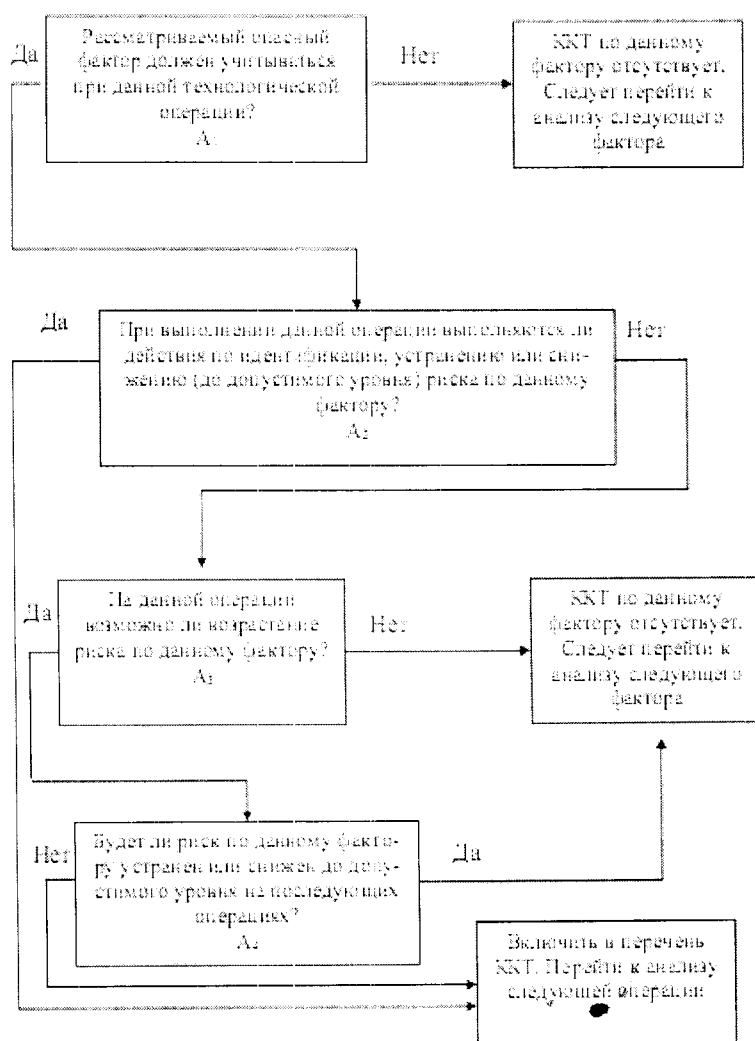 Да
Рассматриваемый опасный
фактор должен учитываться
при данной технологической
операции?
A₁
Нет
ККТ по данному
фактору отсутствует.
Следует перейти к
анализу следующего
фактора
Да
При выполнении данной операции выполняются ли
действия по идентификации, устранению или сни-
жению (до допустимого уровня) риска по данному
фактору?
A₂
Нет
Да
На данной операции
возможно ли возрастание
риска по данному фактору?
A₃
Нет
ККТ по данному
фактору отсутствует.
Следует перейти к
анализу следующего
фактора
Нет
Будет ли риск по данному факто-
ру устранен или снижен до допу-
стимого уровня на последующих
операциях?
A₄
Да
Включить в перечень
ККТ. Перейти к анализу
следующей операции